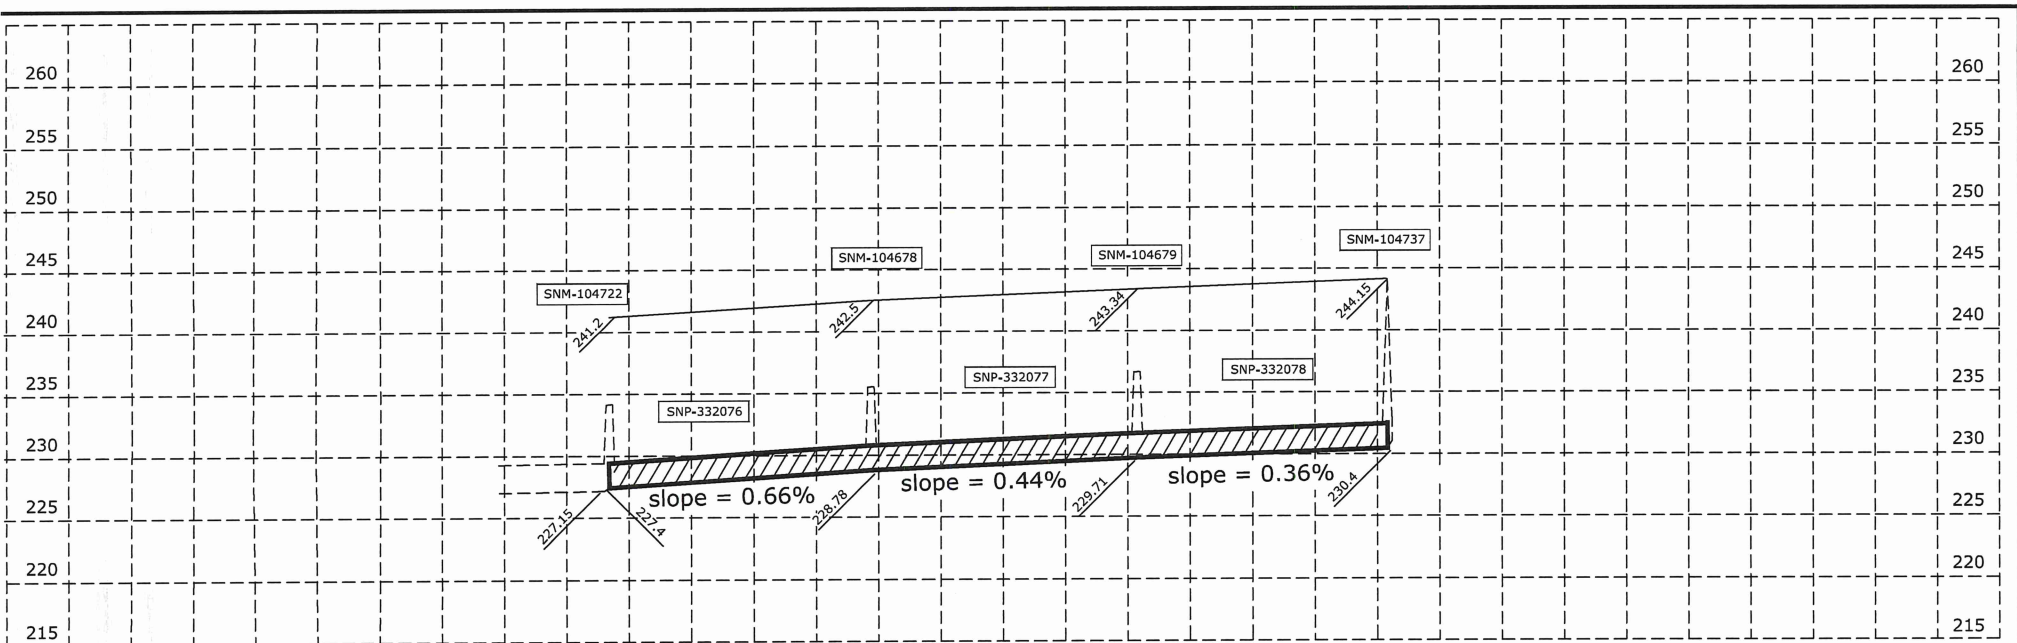 260 260
255 255
250 250
SNM-104737
SNM-104679
SNM-104678
245 245
SNM-104722
244.15
243.34
242.5
241.2
240 240
SNP-332078
SNP-332077
235 235
SNP-332076
230 230
slope = 0.36%
slope = 0.44%
slope = 0.66%
230.4
229.71
228.78
227.15
227.4
225 225
220 220
215 215